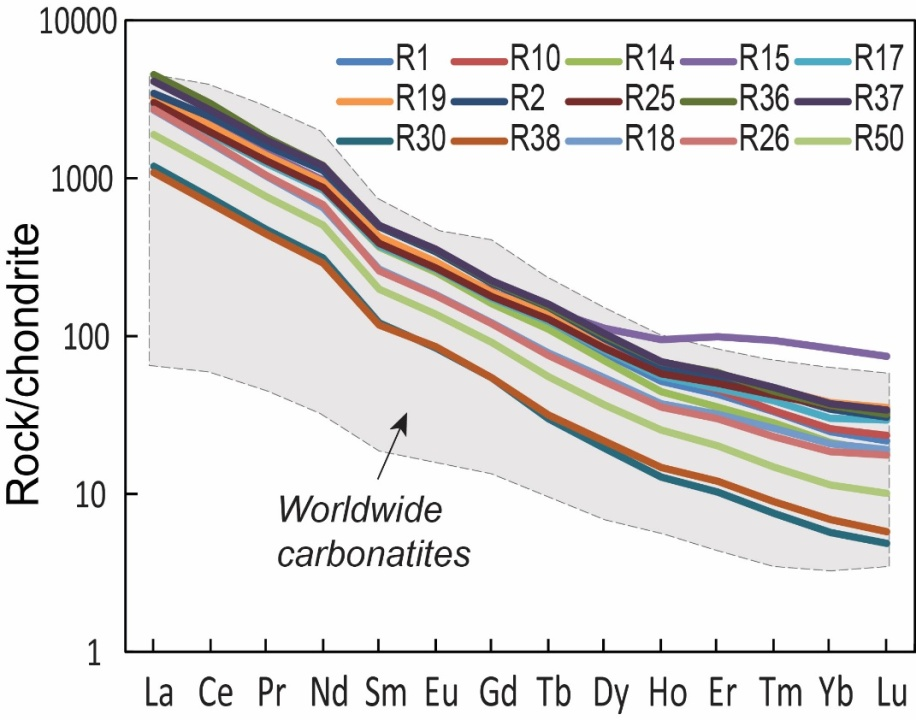 10000
1000
100
10
1
Rock/chondrite
R1 R10 R14 R15 R17
R19 R2 R25 R36 R37
R30 R38 R18 R26 R50
Worldwide
carbonatites
La Ce Pr Nd Sm Eu Gd Tb Dy Ho Er Tm Yb Lu